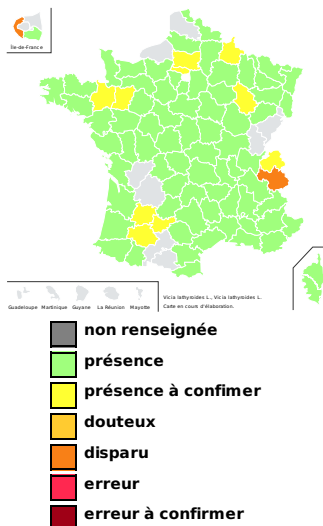 Île-de-France
Guadeloupe Martinique Guyane La Réunion Mayotte
Vicia lathyroides L., Vicia lathyroides L.
Carte en cours d'élaboration.
non renseignée
présence
présence à confimer
douteux
disparu
erreur
erreur à confirmer